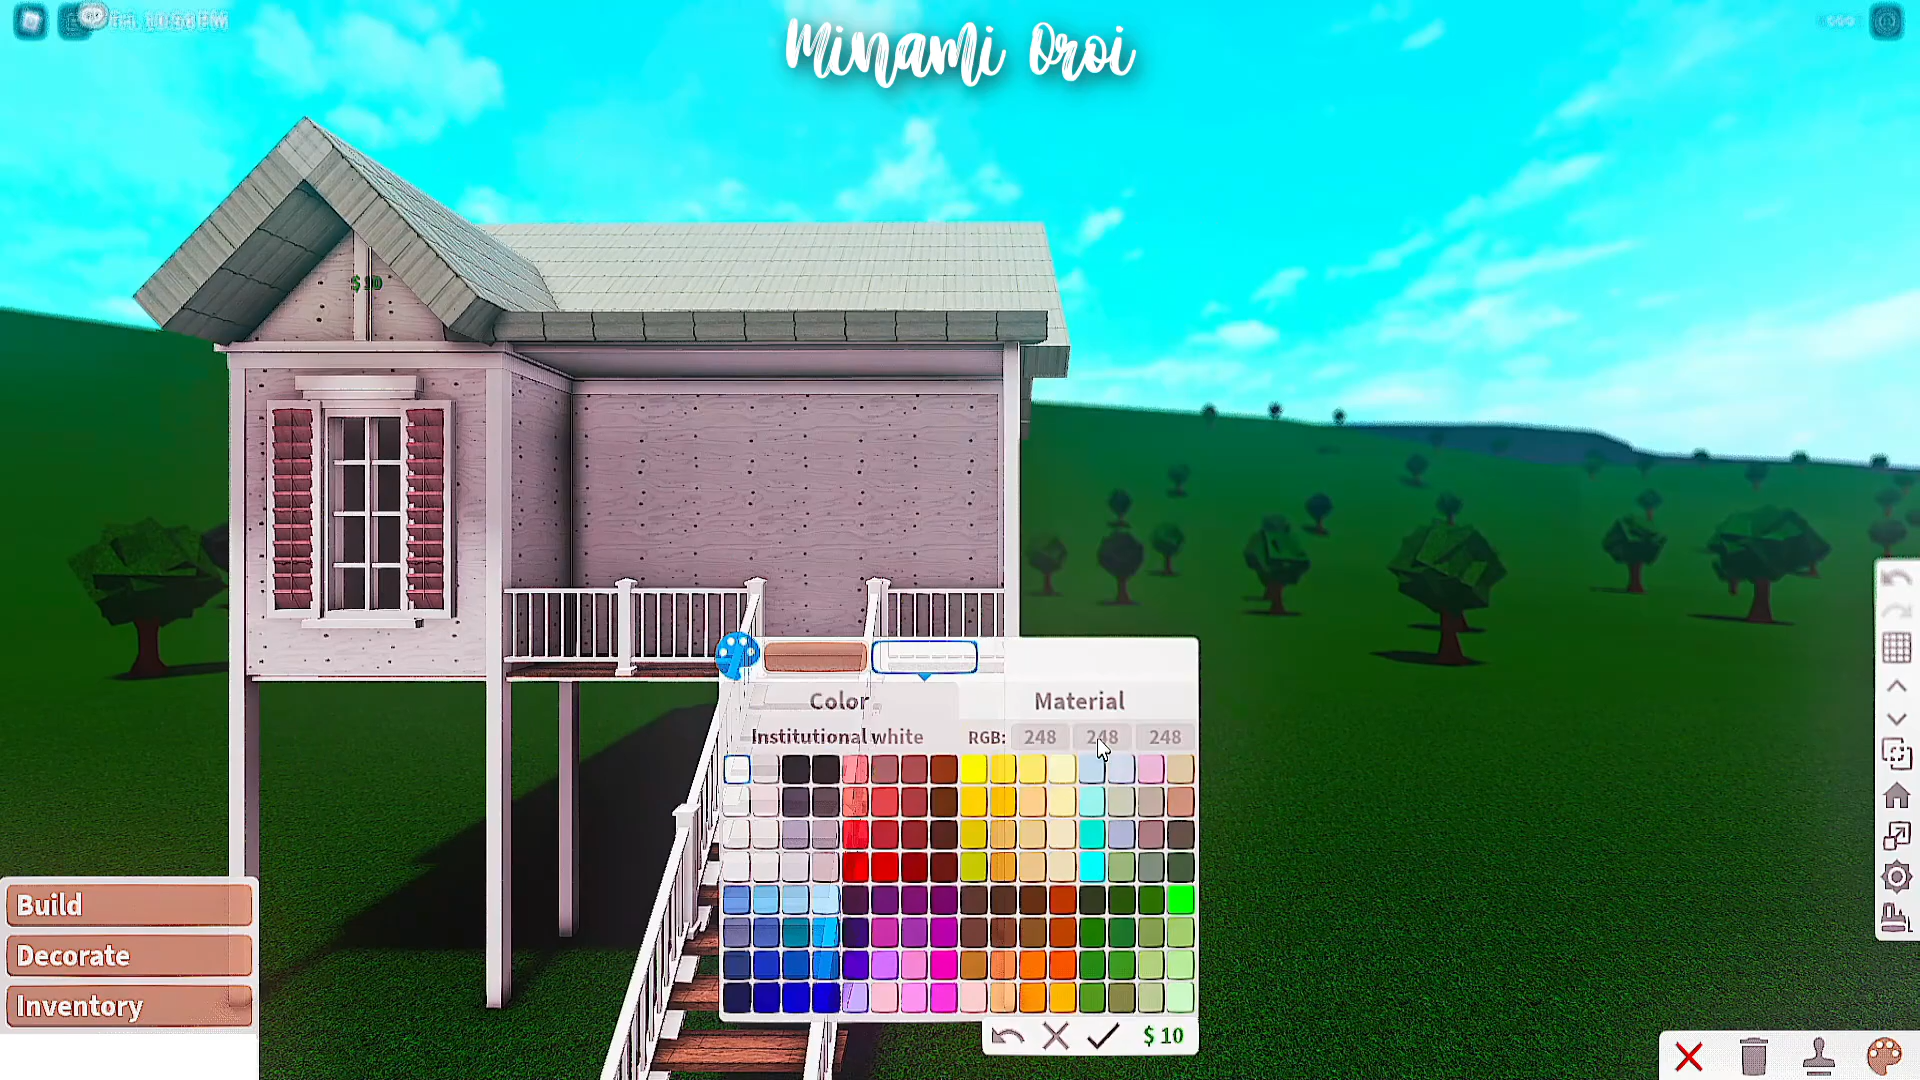 Minami Oroi
$ 10
Color
Material
Institutional white
RGB: 248 248 248
Build
Decorate
Inventory
$ 10